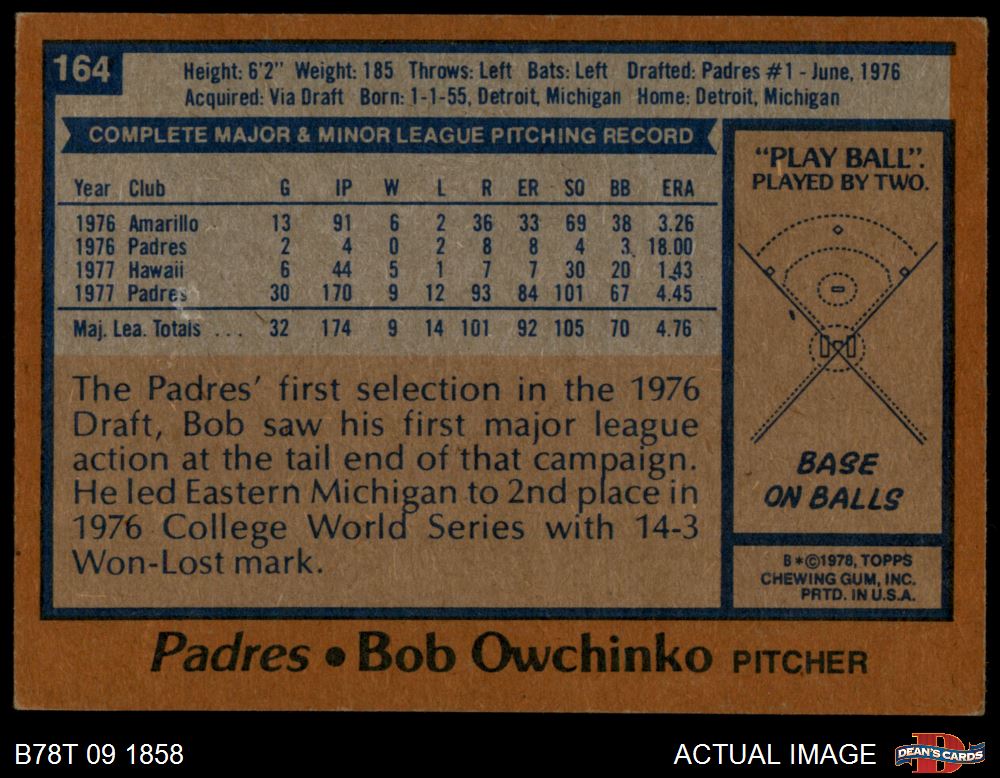 164
Height: 6'2" Weight: 185 Throws: Left Bats: Left Drafted: Padres #1 - June, 1976
Acquired: Via Draft Born: 1-1-55, Detroit, Michigan Home: Detroit, Michigan
COMPLETE MAJOR & MINOR LEAGUE PITCHING RECORD
Year Club G IP W L R ER SO BB ERA
1976 Amarillo 13 91 6 2 36 33 69 38 3.26
1976 Padres 2 4 0 2 8 8 4 3 18.00
1977 Hawaii 6 44 5 1 7 7 30 20 1.43
1977 Padres 30 170 9 12 93 84 101 67 4.45
Maj. Lea. Totals ... 32 174 9 14 101 92 105 70 4.76
The Padres' first selection in the 1976
Draft, Bob saw his first major league
action at the tail end of that campaign.
He led Eastern Michigan to 2nd place in
1976 College World Series with 14-3
Won-Lost mark.
"PLAY BALL".
PLAYED BY TWO.
BASE
ON BALLS
B*©1978, TOPPS
CHEWING GUM, INC.
PRTD. IN U.S.A.
Padres • Bob Owchinko PITCHER
B78T 09 1858
ACTUAL IMAGE
DEAN'S CARDS